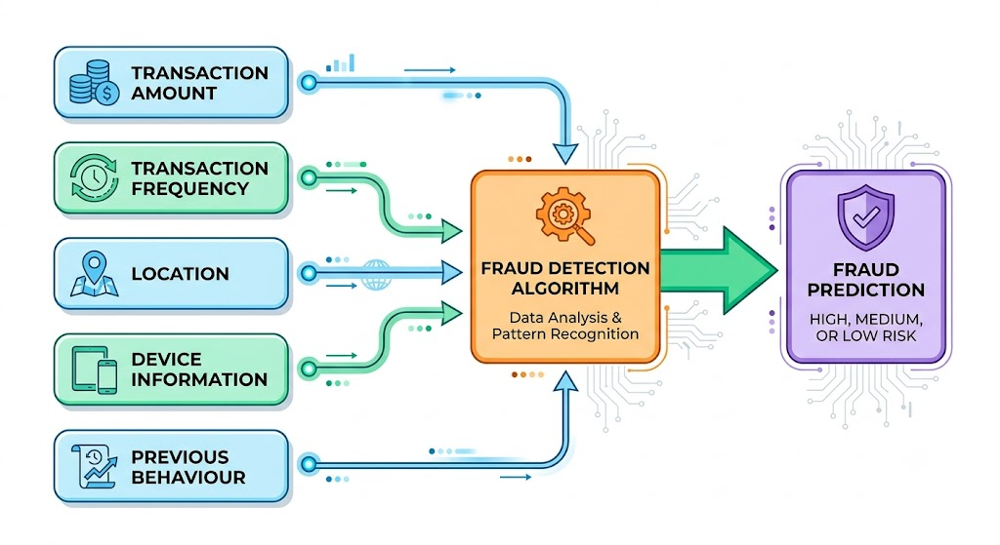 TRANSACTION
AMOUNT
TRANSACTION
FREQUENCY
LOCATION
DEVICE
INFORMATION
PREVIOUS
BEHAVIOUR
$
FRAUD DETECTION
ALGORITHM
Data Analysis &
Pattern Recognition
FRAUD
PREDICTION
HIGH, MEDIUM,
OR LOW RISK